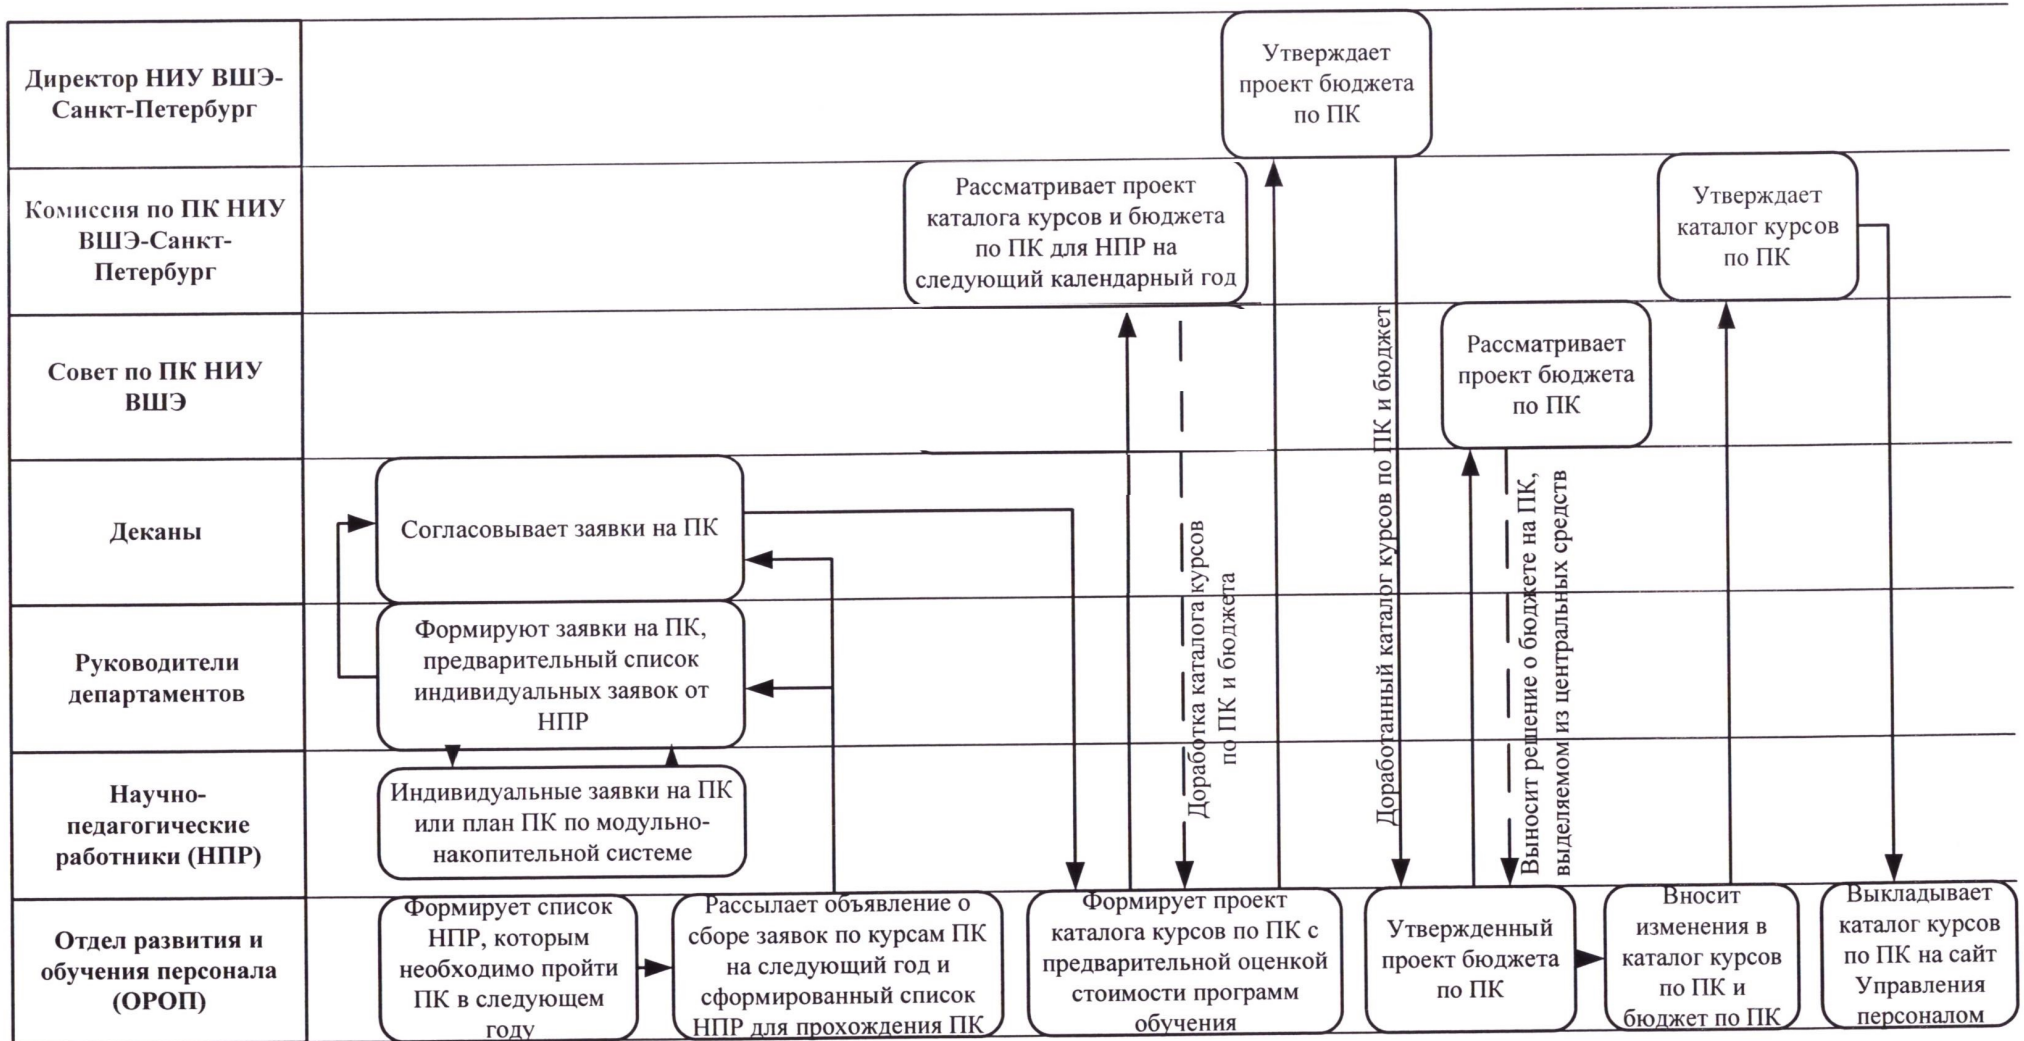 Директор НИУ ВШЭ-
Санкт-Петербург
Утверждает
проект бюджета
по ПК
Комиссия по ПК НИУ
ВШЭ-Санкт-
Петербург
Рассматривает проект
каталога курсов и бюджета
по ПК для НПР на
следующий календарный год
Утверждает
каталог курсов
по ПК
Совет по ПК НИУ
ВШЭ
Рассматривает
проект бюджета
по ПК
Деканы
Согласовывает заявки на ПК
Руководители
департаментов
Формируют заявки на ПК,
предварительный список
индивидуальных заявок от
НПР
Доработка каталога курсов
по ПК и бюджета
Доработанный каталог курсов по ПК и бюджет
Выносит решение о бюджете на ПК,
выделяемом из центральных средств
Научно-
педагогические
работники (НПР)
Индивидуальные заявки на ПК
или план ПК по модульно-
накопительной системе
Отдел развития и
обучения персонала
(ОРОП)
Формирует список
НПР, которым
необходимо пройти
ПК в следующем
году
Рассылает объявление о
сборе заявок по курсам ПК
на следующий год и
сформированный список
НПР для прохождения ПК
Формирует проект
каталога курсов по ПК с
предварительной оценкой
стоимости программ
обучения
Утвержденный
проект бюджета
по ПК
Вносит
изменения в
каталог курсов
по ПК и
бюджет по ПК
Выкладывает
каталог курсов
по ПК на сайт
Управления
персоналом